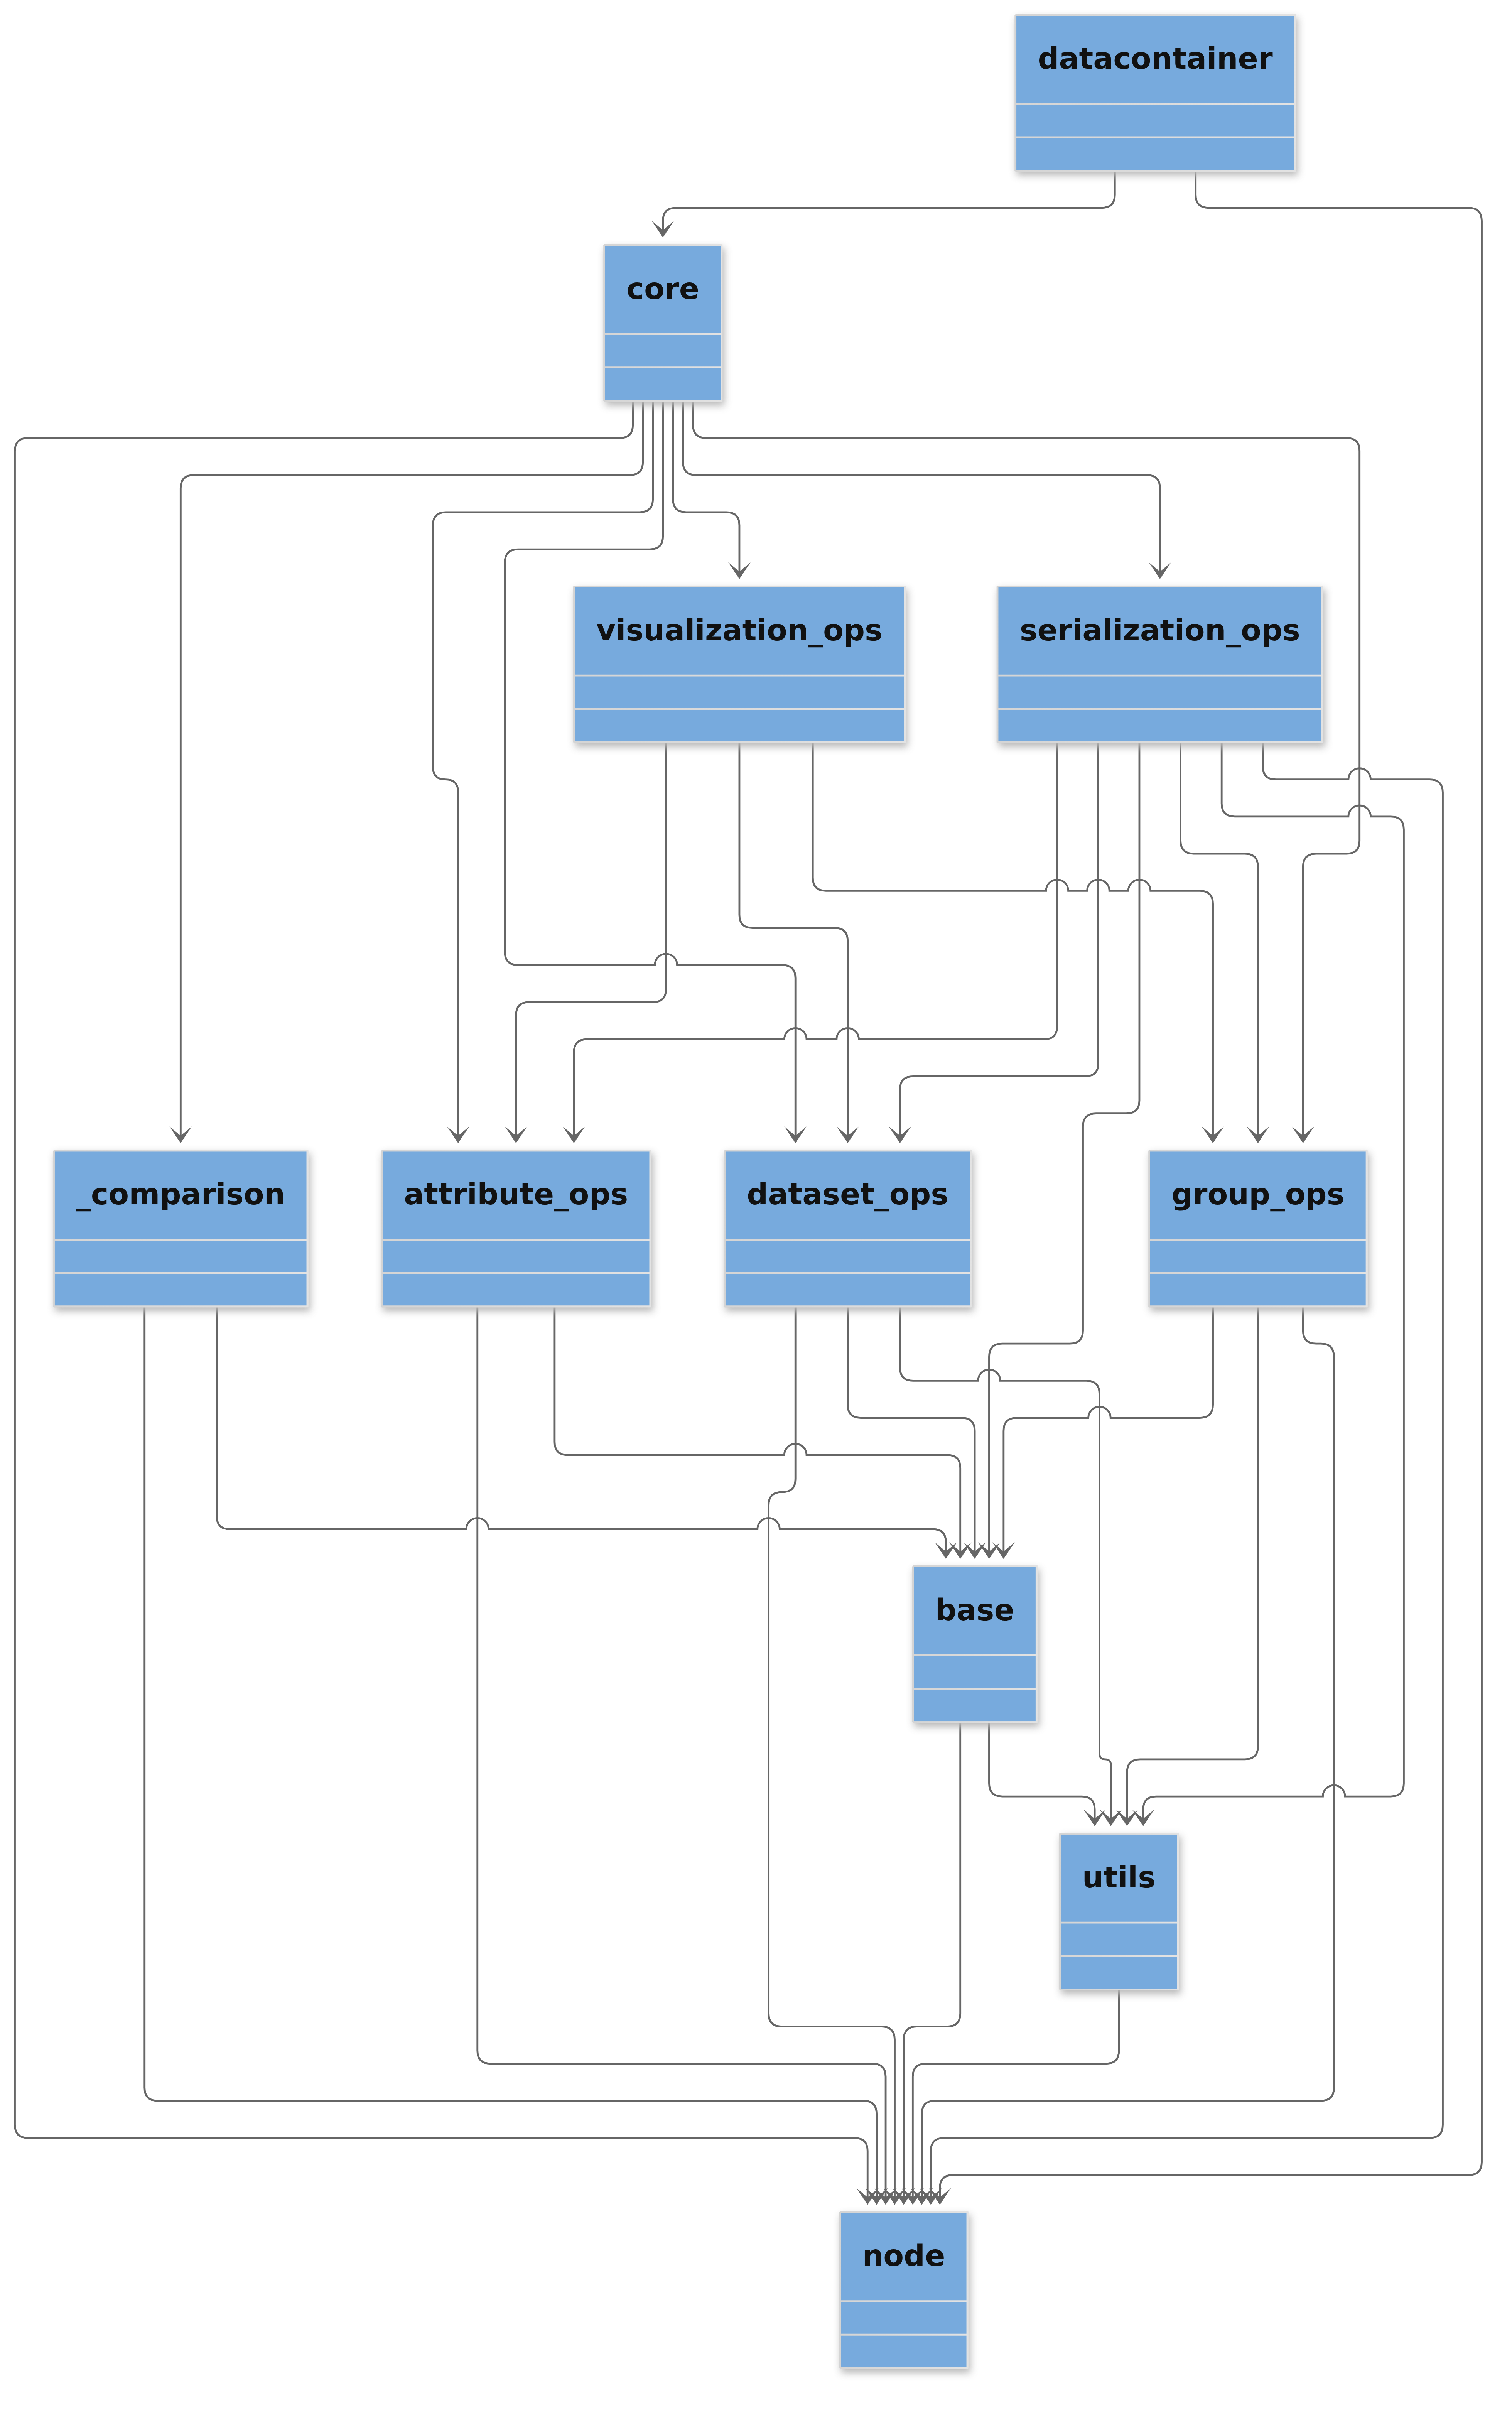 datacontainer
core
visualization_ops
serialization_ops
_comparison
attribute_ops
dataset_ops
group_ops
base
utils
node